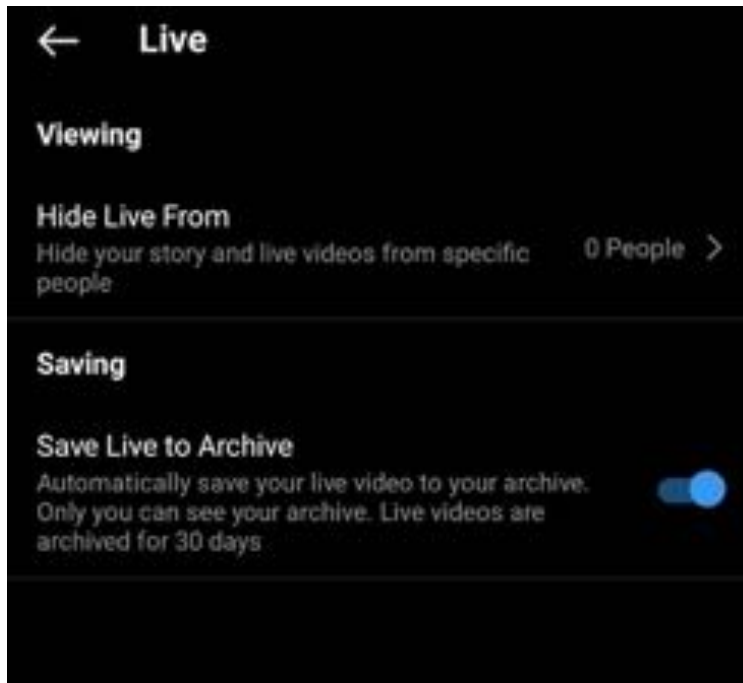 Live
Viewing
Hide Live From
Hide your story and live videos from specific
people
0 People
Saving
Save Live to Archive
Automatically save your live video to your archive.
Only you can see your archive. Live videos are
archived for 30 days